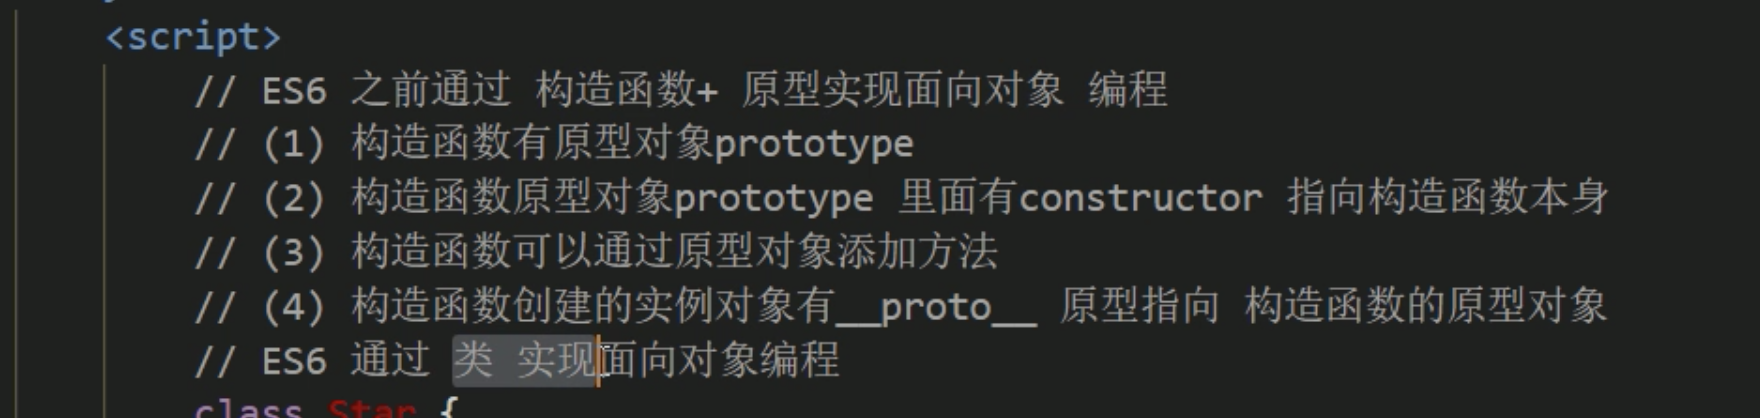 <script>
// ES6 之前通过 构造函数+ 原型实现面向对象 编程
// (1) 构造函数有原型对象prototype
// (2) 构造函数原型对象prototype 里面有constructor 指向构造函数本身
// (3) 构造函数可以通过原型对象添加方法
// (4) 构造函数创建的实例对象有__proto__ 原型指向 构造函数的原型对象
// ES6 通过 类 实现面向对象编程
class Star {